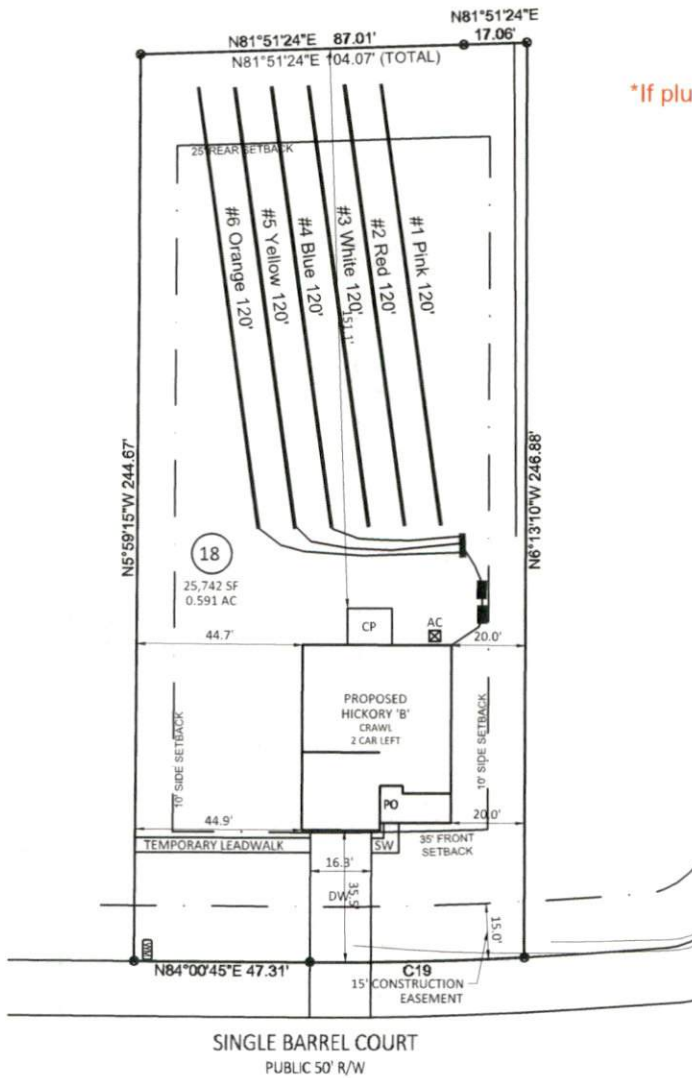 N81°51'24"E
17.06'
N81°51'24"E 87.01'
N81°51'24"E 104.07' (TOTAL)
*If plu
25' REAR SETBACK
#6 Orange 120'
#5 Yellow 120'
#4 Blue 120'
#3 White 120'
#2 Red 120'
#1 Pink 120'
151.1'
N5°59'15"W 244.67'
N6°13'10"W 246.88'
18
25,742 SF
0.591 AC
CP
AC
44.7'
20.0'
PROPOSED
HICKORY 'B'
CRAWL
2 CAR LEFT
10' SIDE SETBACK
10' SIDE SETBACK
PO
44.9'
20.0'
TEMPORARY LEADWALK
SW
35' FRONT
SETBACK
16.3'
DW
35.5'
15.0'
N84°00'45"E 47.31'
C19
15' CONSTRUCTION
EASEMENT
SINGLE BARREL COURT
PUBLIC 50' R/W